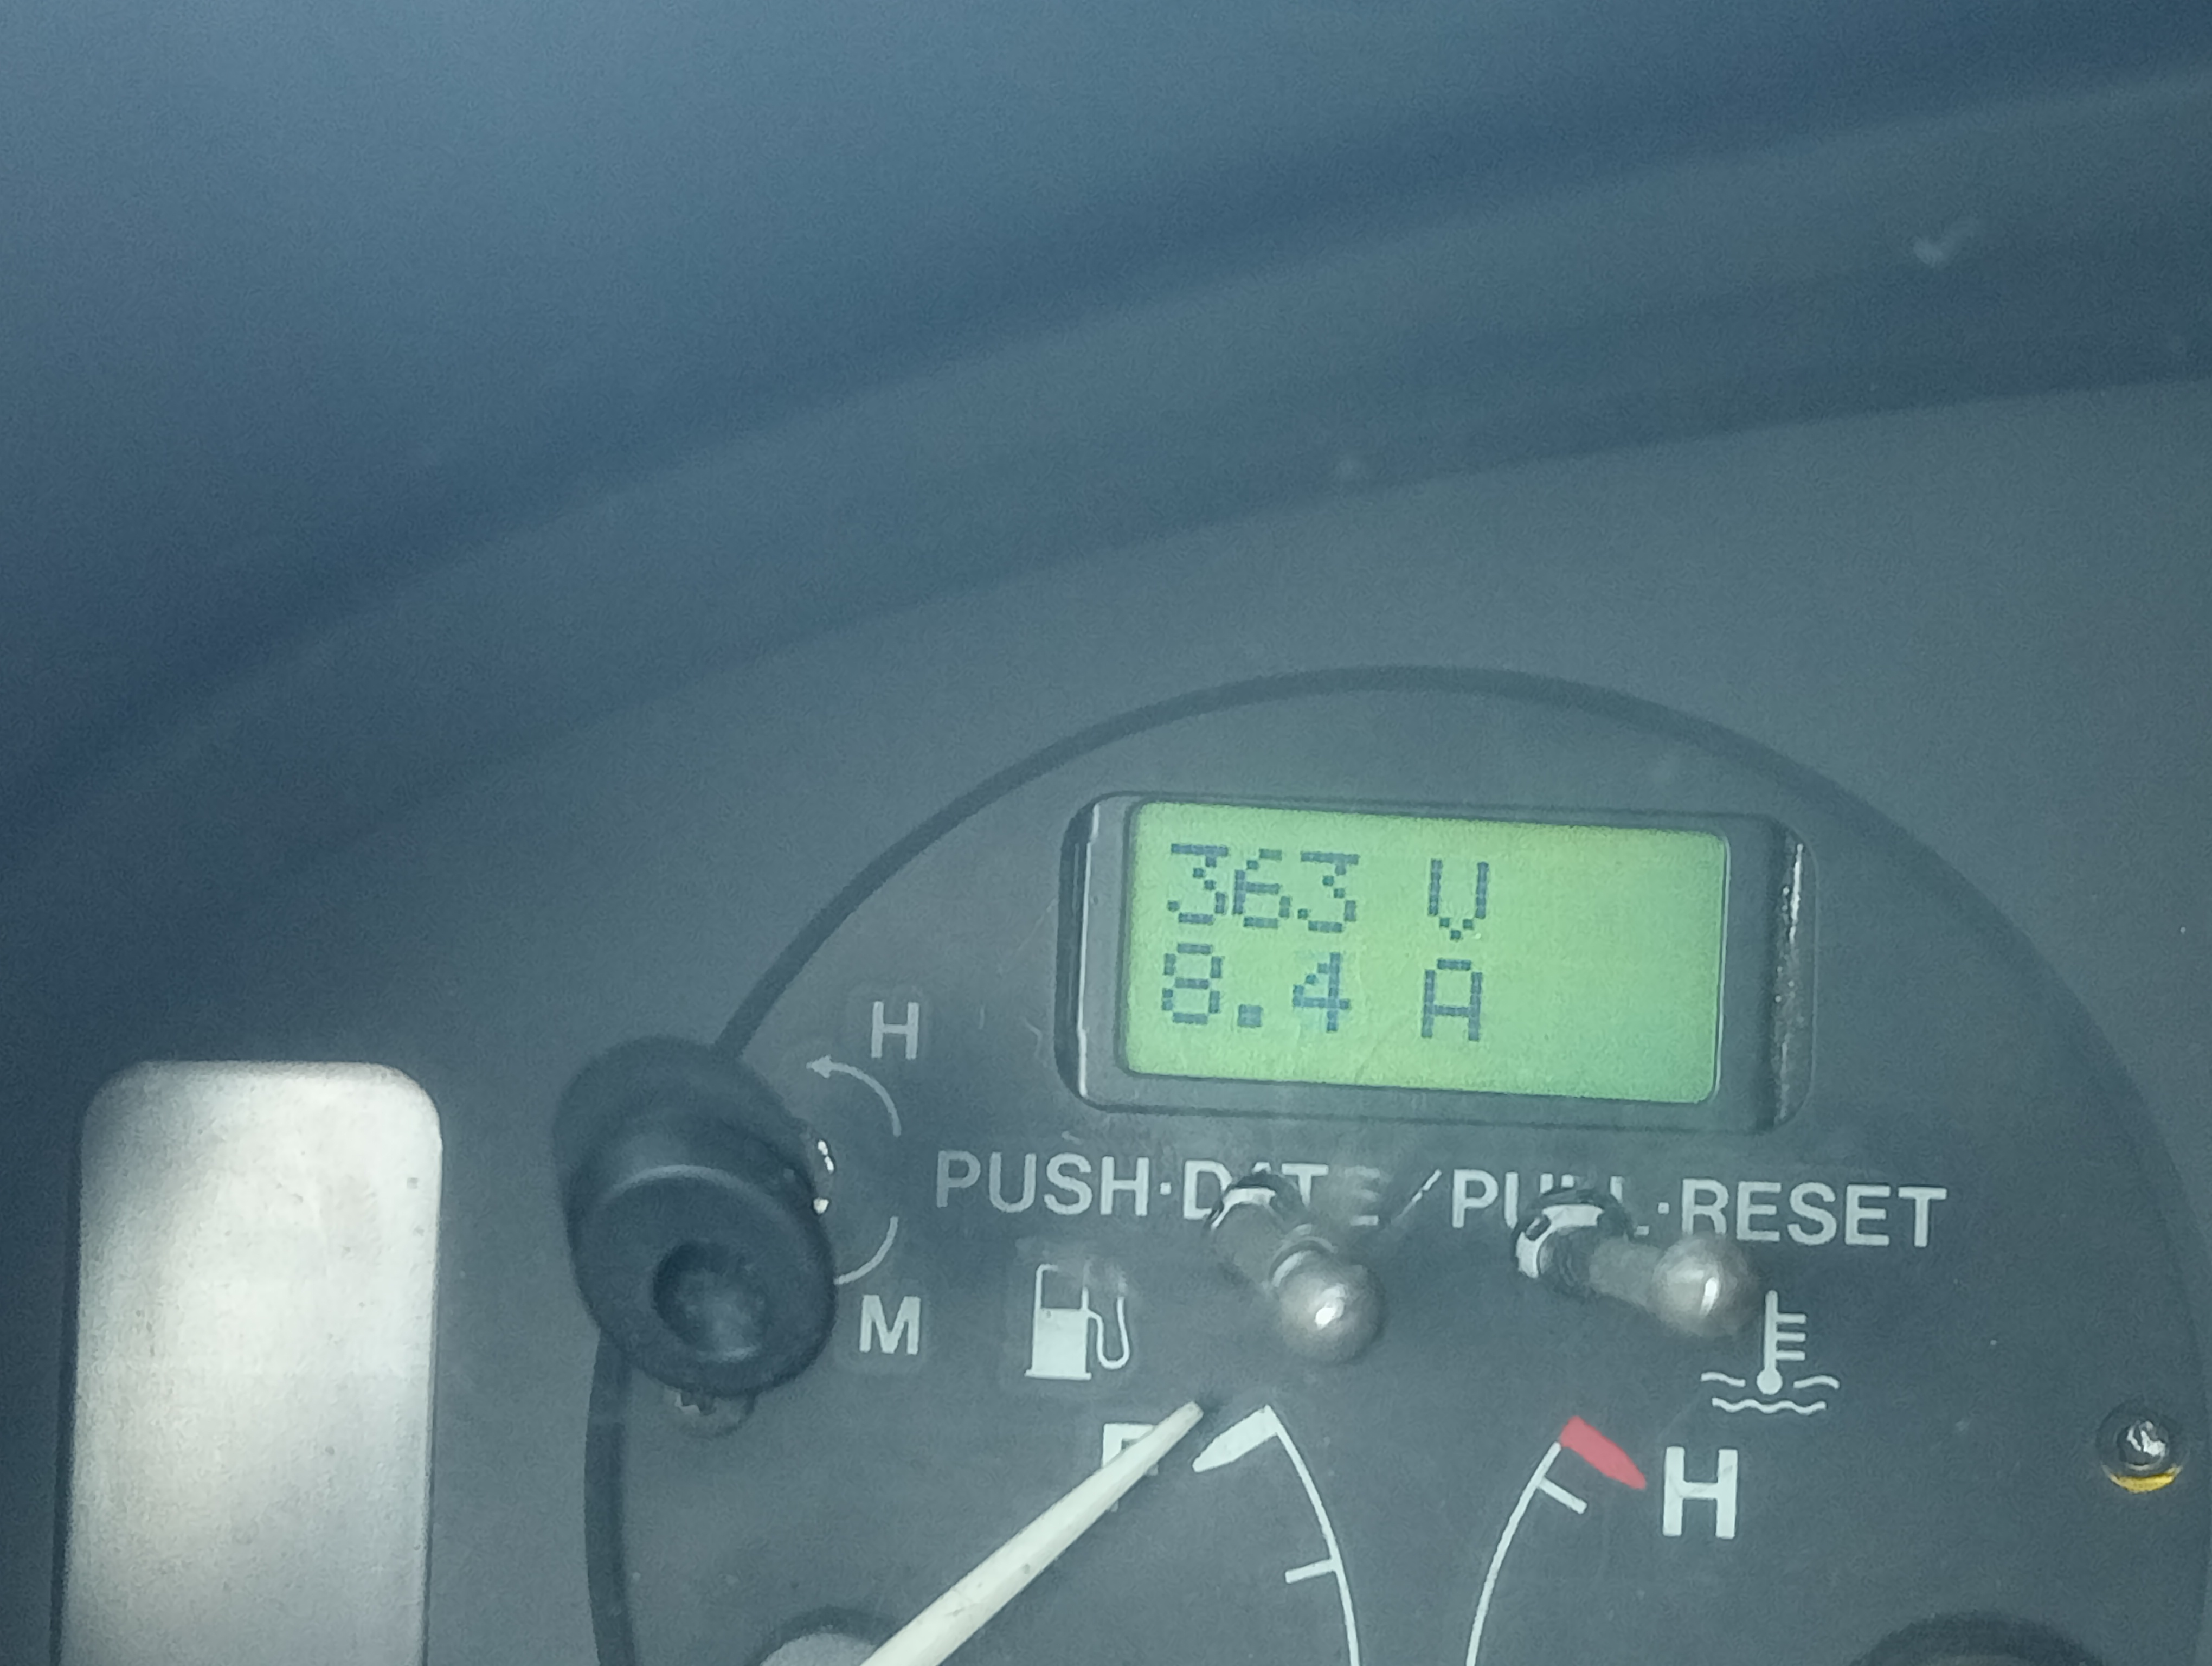 363 V
8.4 A
H
PUSH·DATE/PULL·RESET
M
F
H